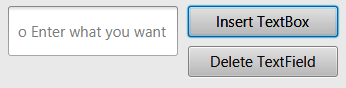 o Enter what you want
Insert TextBox
Delete TextField